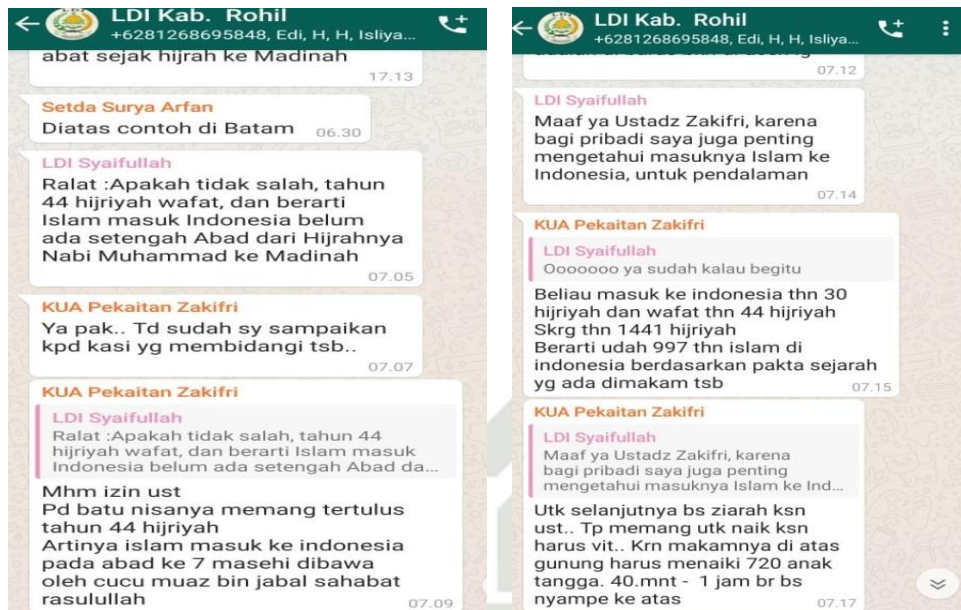 LDI Kab. Rohil
+6281268695848, Edi, H, H, Isliya...
abat sejak hijrah ke Madinah
17.13
Setda Surya Arfan
Diatas contoh di Batam 06.30
LDI Syaifullah
Ralat :Apakah tidak salah, tahun
44 hijriyah wafat, dan berarti
Islam masuk Indonesia belum
ada setengah Abad dari Hijrahnya
Nabi Muhammad ke Madinah
07.05
KUA Pekaitan Zakifri
Ya pak.. Td sudah sy sampaikan
kpd kasi yg membidangi tsb..
07.07
KUA Pekaitan Zakifri
LDI Syaifullah
Ralat :Apakah tidak salah, tahun 44
hijriyah wafat, dan berarti Islam masuk
Indonesia belum ada setengah Abad da...
Mhm izin ust
Pd batu nisanya memang tertulus
tahun 44 hijriyah
Artinya islam masuk ke indonesia
pada abad ke 7 masehi dibawa
oleh cucu muaz bin jabal sahabat
rasulullah 07.09
LDI Kab. Rohil
+6281268695848, Edi, H, H, Isliya...
07.12
LDI Syaifullah
Maaf ya Ustadz Zakifri, karena
bagi pribadi saya juga penting
mengetahui masuknya Islam ke
Indonesia, untuk pendalaman
07.14
KUA Pekaitan Zakifri
LDI Syaifullah
Ooooooo ya sudah kalau begitu
Beliau masuk ke indonesia thn 30
hijriyah dan wafat thn 44 hijriyah
Skrg thn 1441 hijriyah
Berarti udah 997 thn islam di
indonesia berdasarkan pakta sejarah
yg ada dimakam tsb 07.15
KUA Pekaitan Zakifri
LDI Syaifullah
Maaf ya Ustadz Zakifri, karena
bagi pribadi saya juga penting
mengetahui masuknya Islam ke Ind...
Utk selanjutnya bs ziarah ksn
ust.. Tp memang utk naik ksn
harus vit.. Krn makamnya di atas
gunung harus menaiki 720 anak
tangga. 40.mnt - 1 jam br bs
nyampe ke atas 07.17